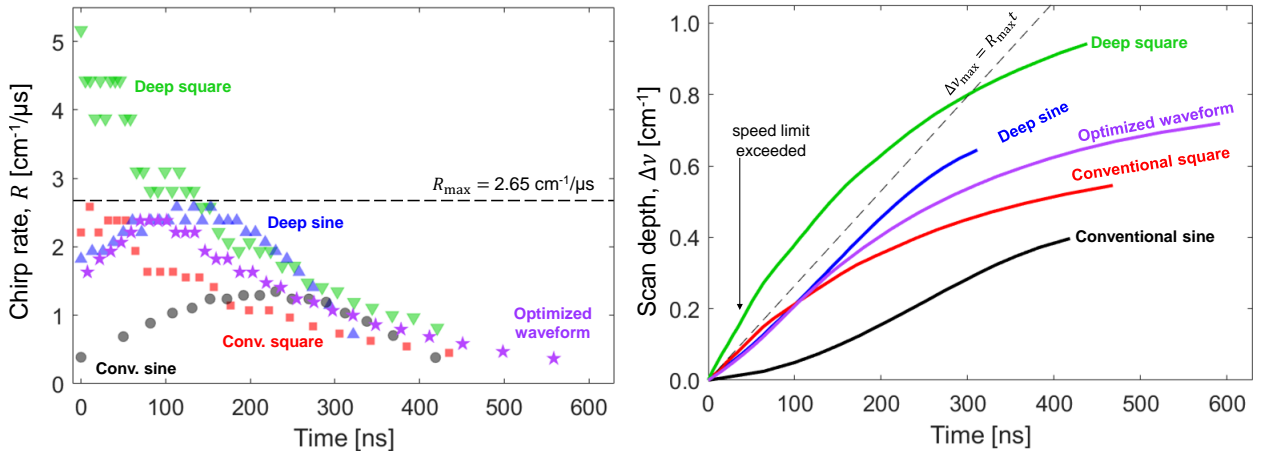 Chirp rate, R [cm⁻¹/µs]
5
4
3
2
1
0
Deep square
R_max = 2.65 cm⁻¹/µs
Deep sine
Conv. square
Optimized
waveform
Conv. sine
0 100 200 300 400 500 600
Time [ns]
Scan depth, Δν [cm⁻¹]
1.0
0.8
0.6
0.4
0.2
0.0
Δν_max = R_max t
Deep square
speed limit
exceeded
Deep sine
Optimized waveform
Conventional square
Conventional sine
0 100 200 300 400 500 600
Time [ns]